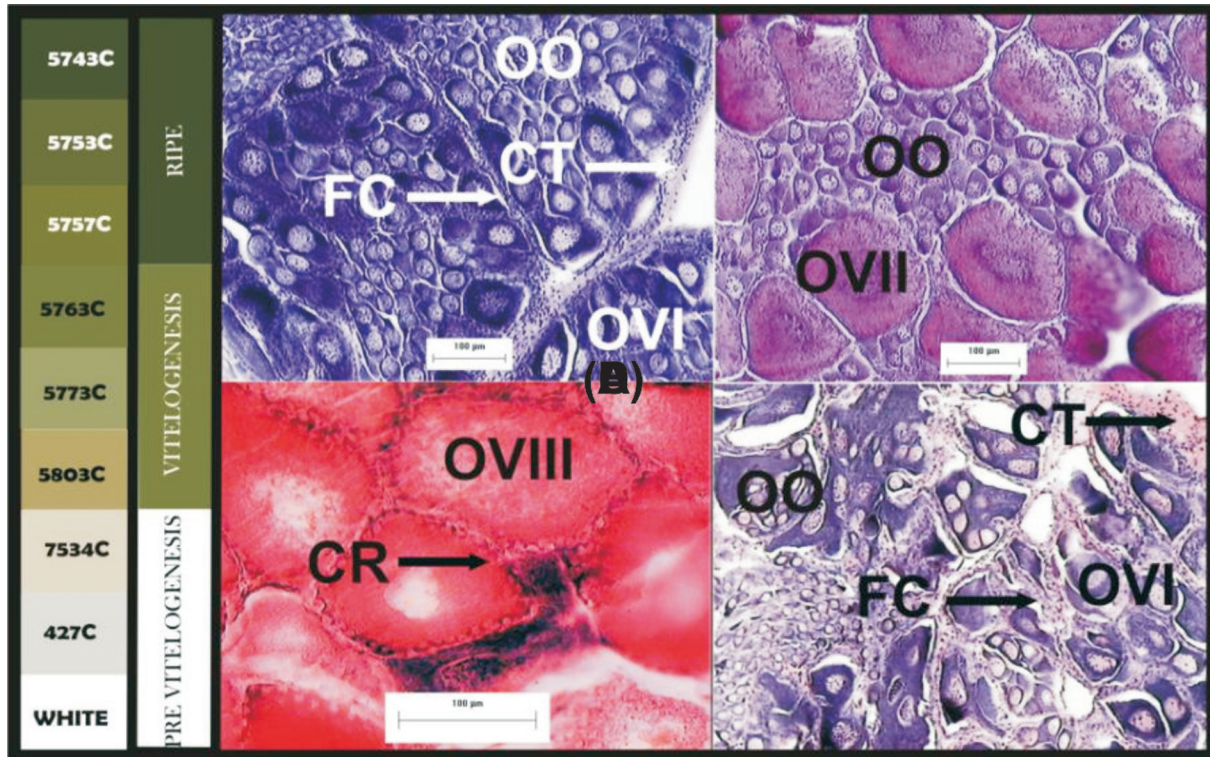 5743C
5753C
5757C
5763C
5773C
5803C
7534C
427C
WHITE
RIPE
VITELOGENESIS
PRE VITELOGENESIS
OO
CT
FC
OVI
100 µm
OO
OVII
100 µm
OVIII
CR
100 µm
CT
OO
FC
OVI